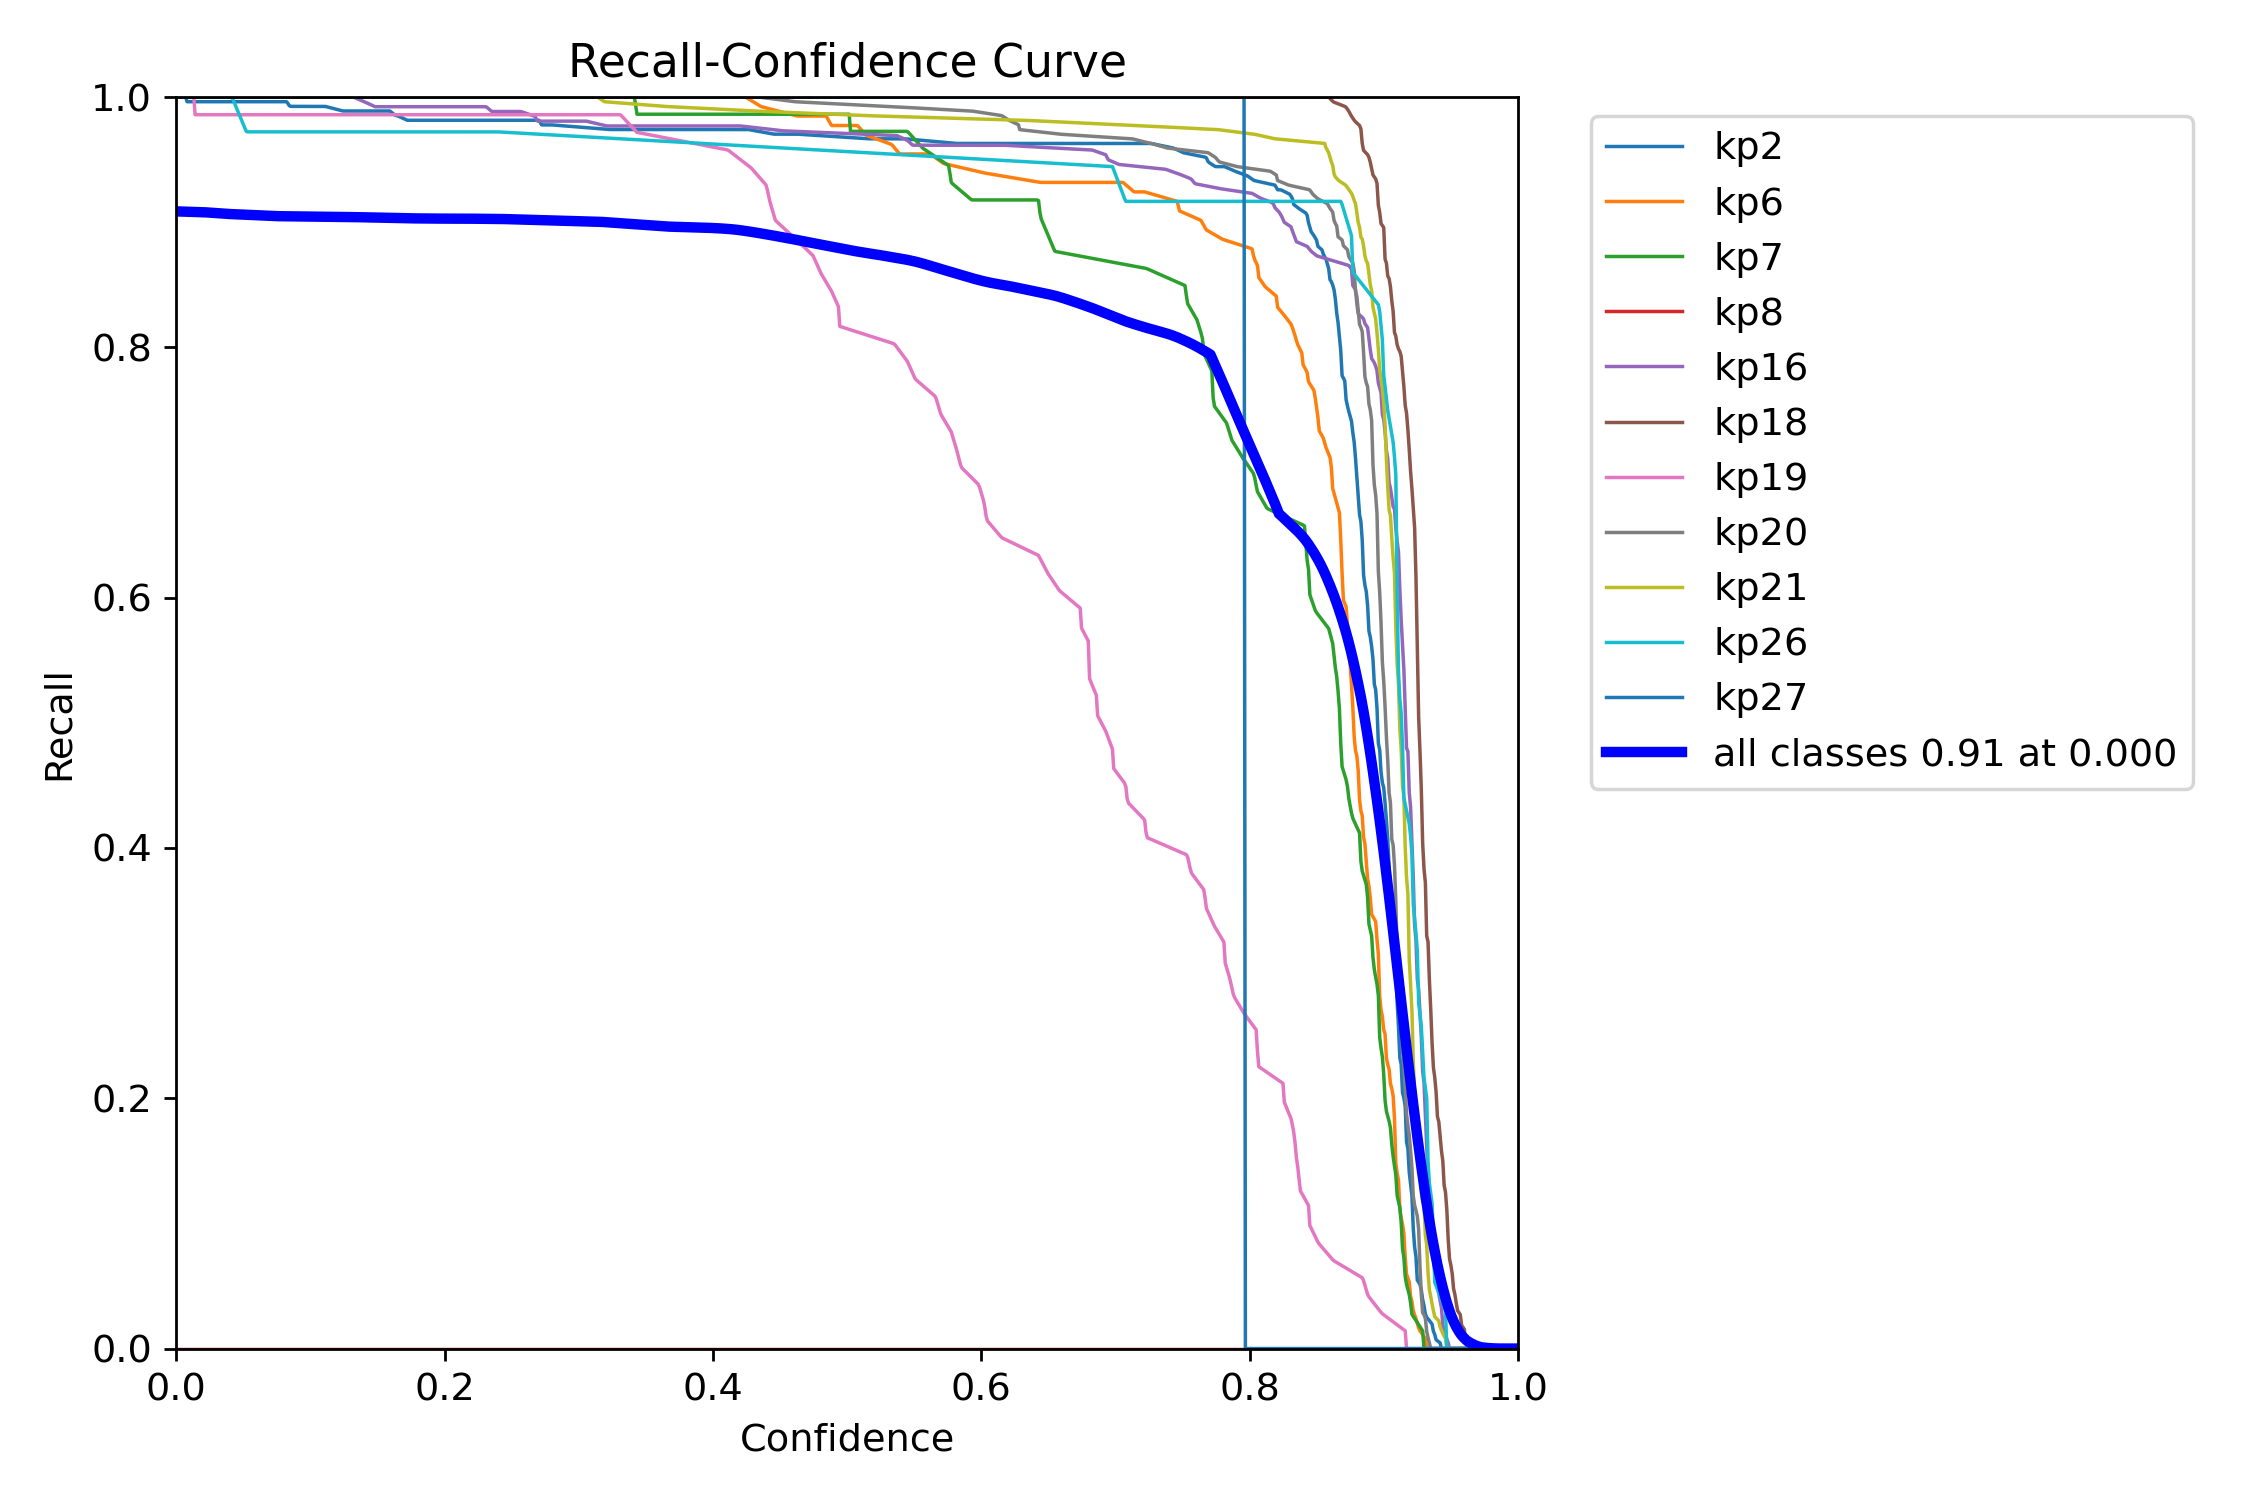 Recall-Confidence Curve
1.0
0.8
0.6
0.4
0.2
0.0
Recall
0.0 0.2 0.4 0.6 0.8 1.0
Confidence
kp2
kp6
kp7
kp8
kp16
kp18
kp19
kp20
kp21
kp26
kp27
all classes 0.91 at 0.000